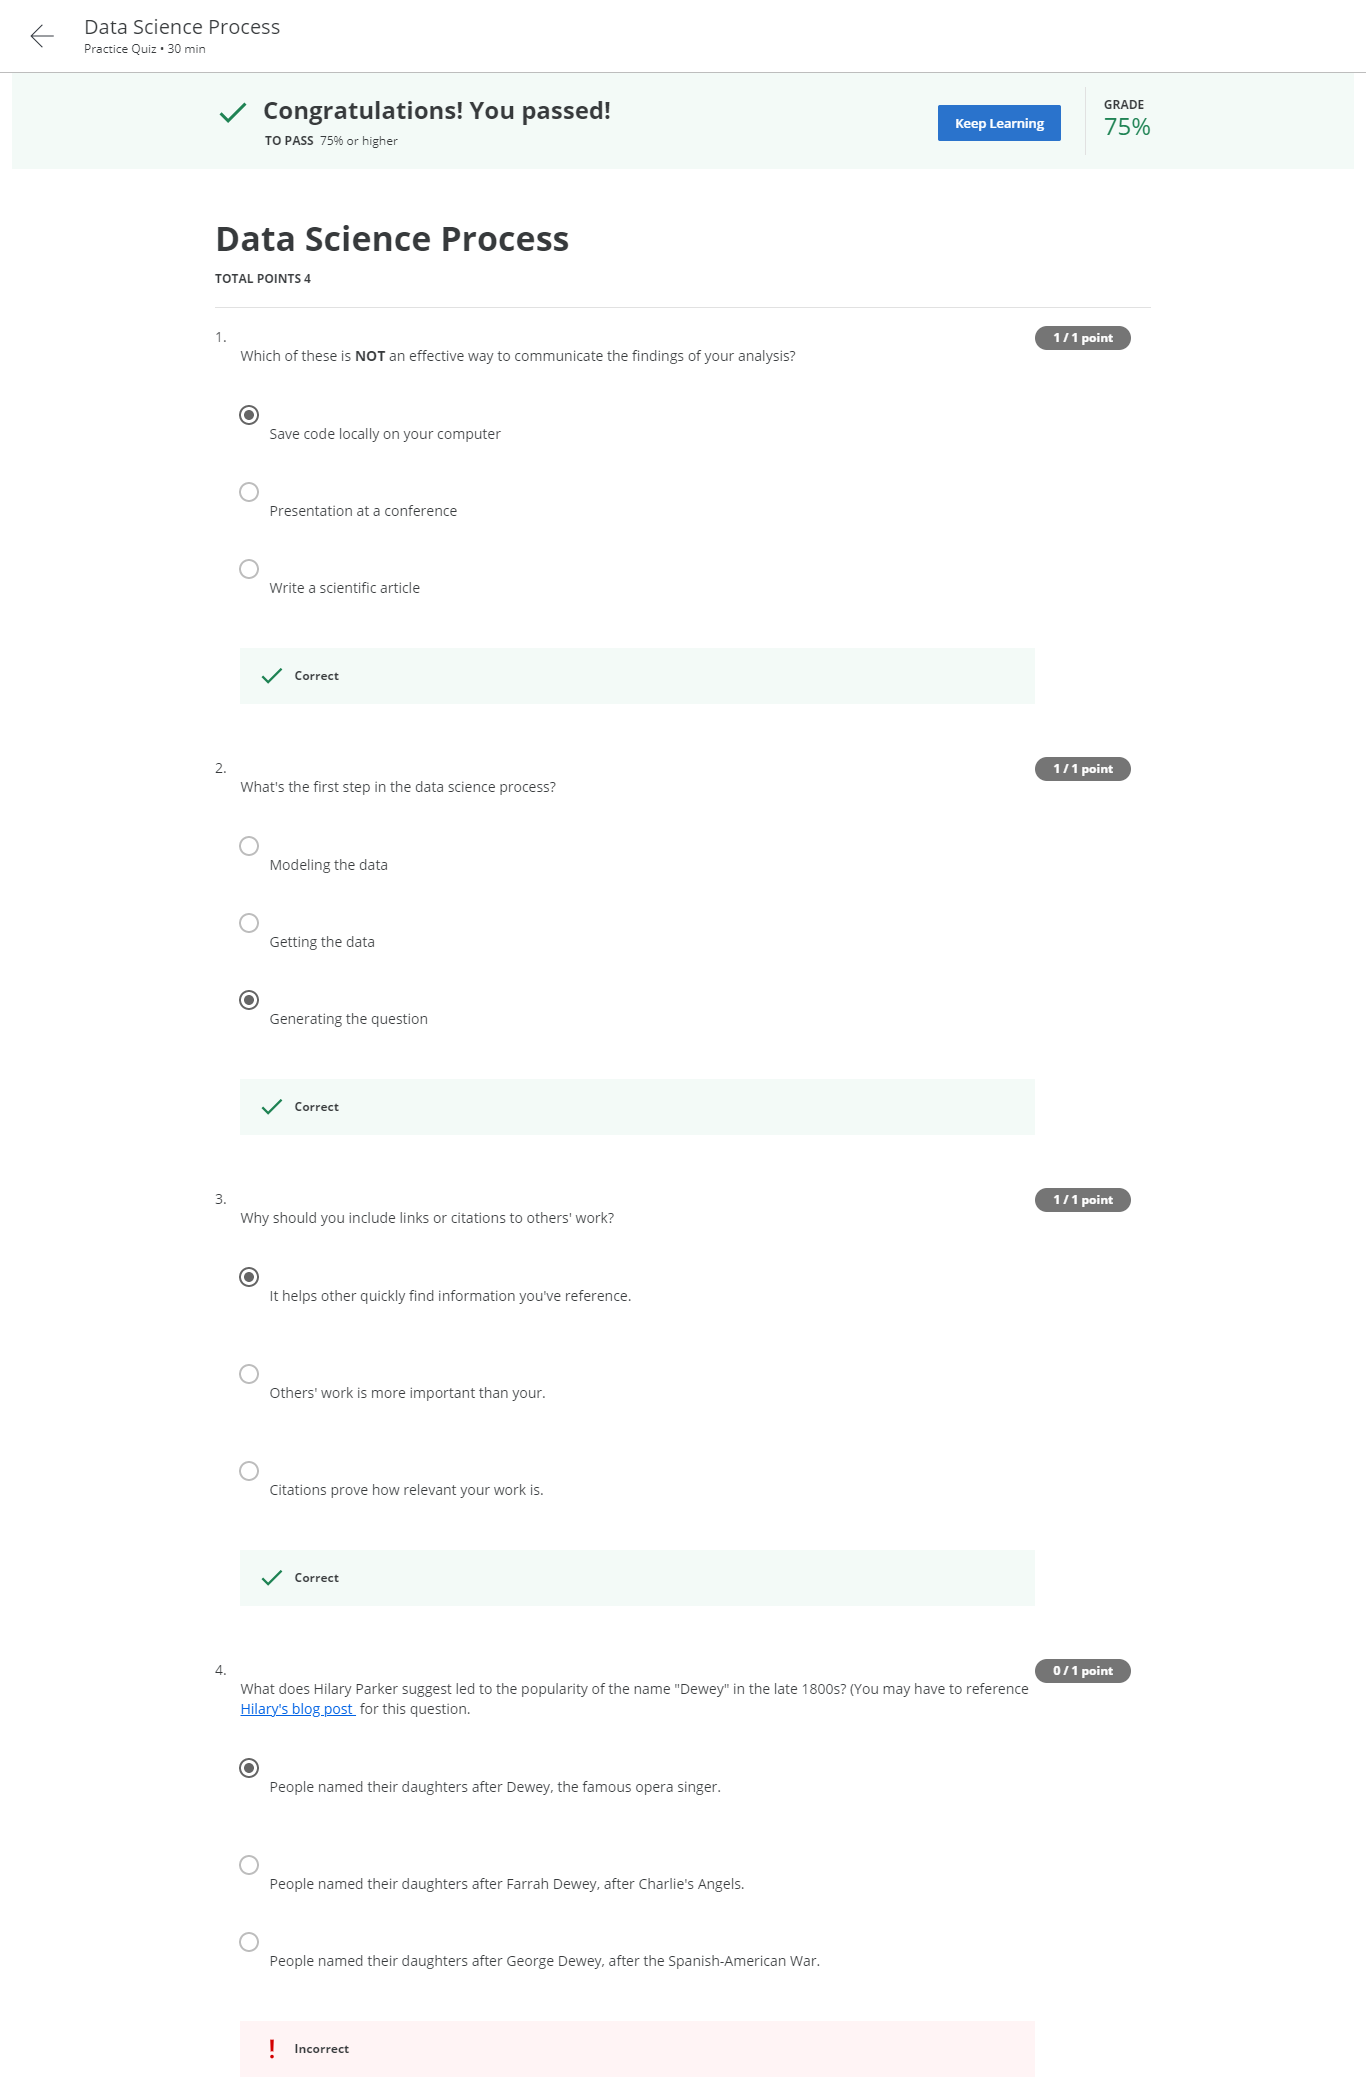 Data Science Process
Practice Quiz • 30 min
Congratulations! You passed!
TO PASS 75% or higher
Keep Learning
GRADE
75%
Data Science Process
TOTAL POINTS 4
1.
1 / 1 point
Which of these is NOT an effective way to communicate the findings of your analysis?
Save code locally on your computer
Presentation at a conference
Write a scientific article
Correct
2.
1 / 1 point
What's the first step in the data science process?
Modeling the data
Getting the data
Generating the question
Correct
3.
1 / 1 point
Why should you include links or citations to others' work?
It helps other quickly find information you've reference.
Others' work is more important than your.
Citations prove how relevant your work is.
Correct
4.
0 / 1 point
What does Hilary Parker suggest led to the popularity of the name "Dewey" in the late 1800s? (You may have to reference
Hilary's blog post for this question.
People named their daughters after Dewey, the famous opera singer.
People named their daughters after Farrah Dewey, after Charlie's Angels.
People named their daughters after George Dewey, after the Spanish-American War.
Incorrect